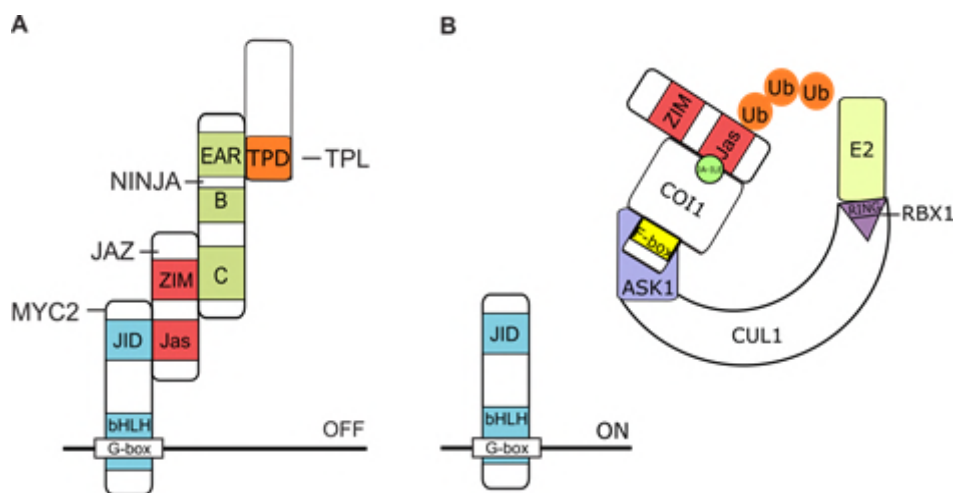 A
EAR
TPD
TPL
NINJA
B
JAZ
ZIM
C
MYC2
JID
Jas
bHLH
G-box
OFF
B
ZIM
Jas
Ub
Ub
Ub
E2
COI1
RING
RBX1
F-box
ASK1
CUL1
JID
bHLH
G-box
ON